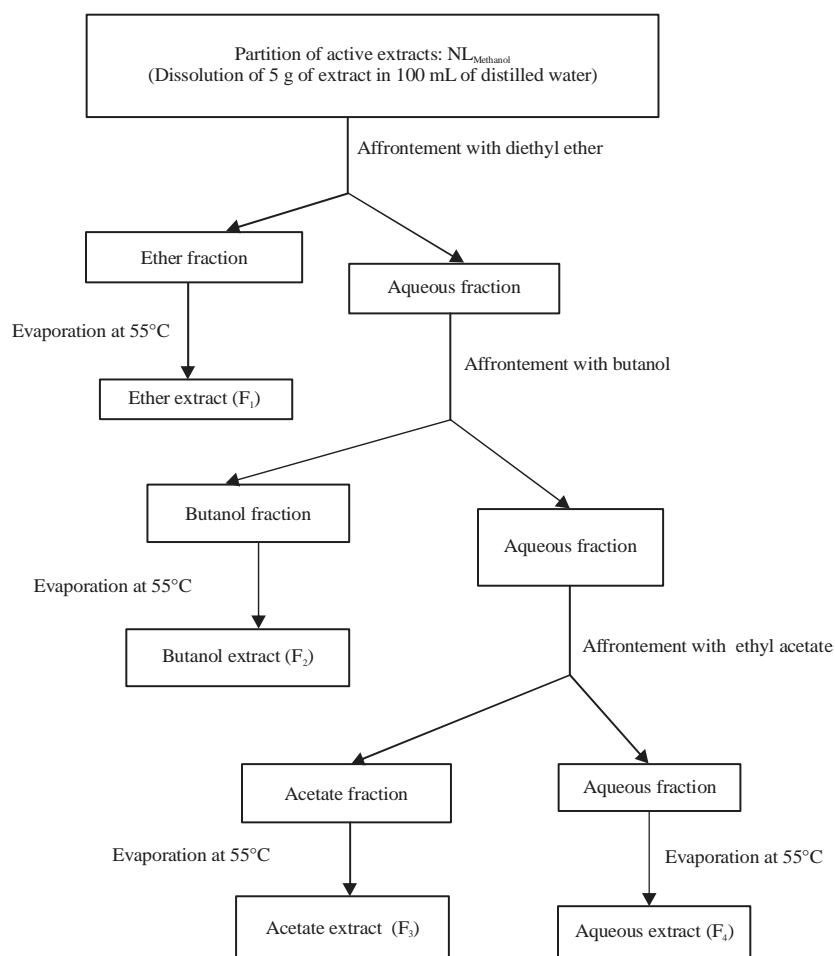 Partition of active extracts: NLMethanol
(Dissolution of 5 g of extract in 100 mL of distilled water)
Affrontement with diethyl ether
Ether fraction
Aqueous fraction
Evaporation at 55°C
Affrontement with butanol
Ether extract (F1)
Butanol fraction
Aqueous fraction
Evaporation at 55°C
Affrontement with ethyl acetate
Butanol extract (F2)
Acetate fraction
Aqueous fraction
Evaporation at 55°C
Evaporation at 55°C
Acetate extract (F3)
Aqueous extract (F4)